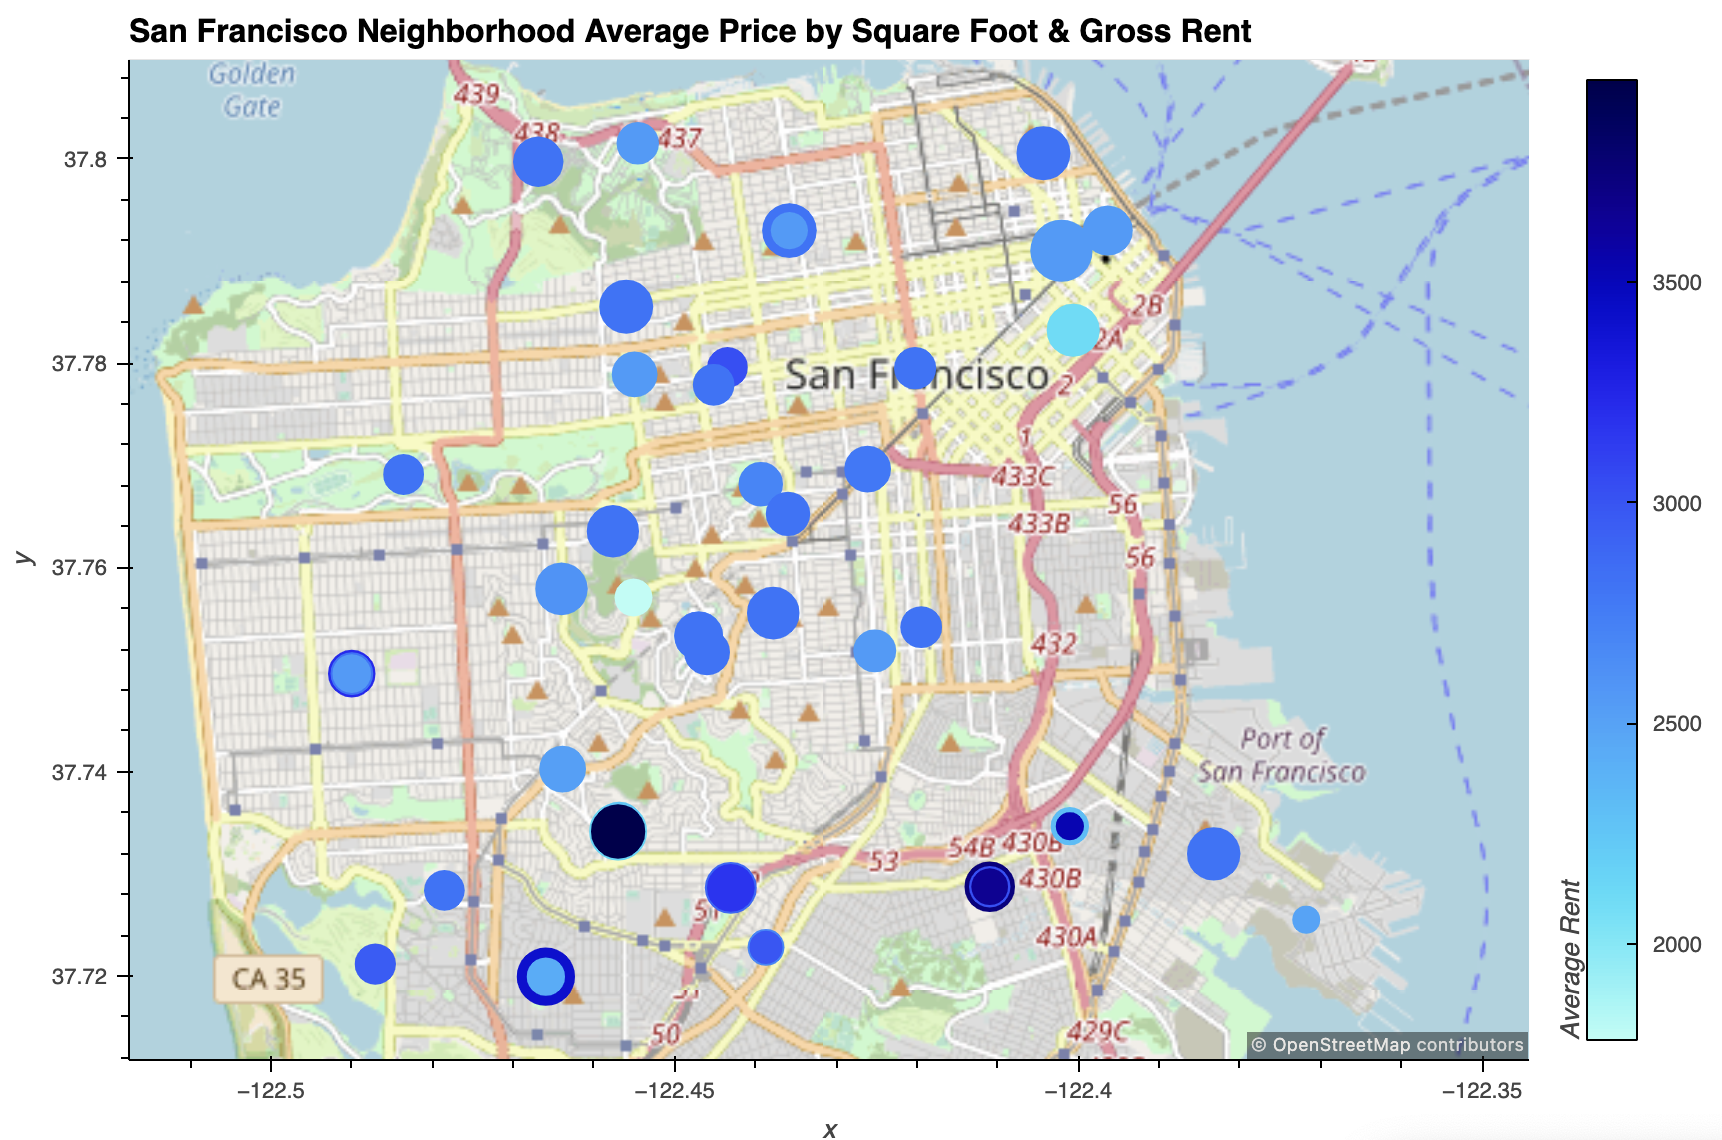 San Francisco Neighborhood Average Price by Square Foot & Gross Rent
Golden
Gate
439
438
437
37.8
2B
2A
3500
37.78
San Francisco
2
1
433C
3000
56
433B
y
37.76
56
432
2500
Port of
San Francisco
37.74
54B
430B
53
430B
51
430A
2000
37.72
CA 35
50
429C
Average Rent
© OpenStreetMap contributors
−122.5
−122.45
−122.4
−122.35
x